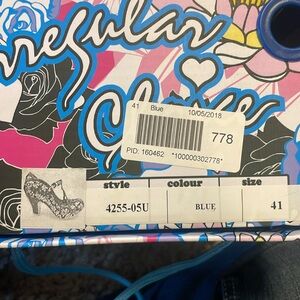 Irregular
Choice
41 Blue 10/05/2018
778
PID: 160462 *100000302778*
style colour size
4255-05U BLUE 41